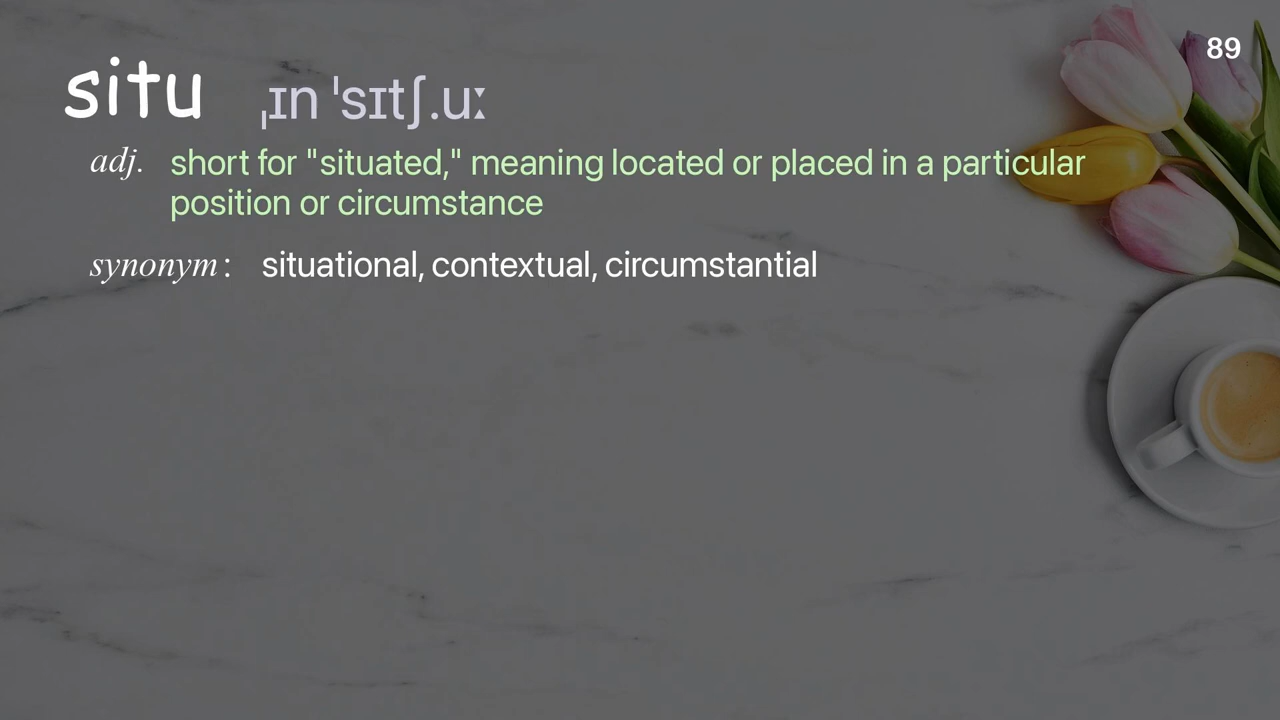 89
situ ˌɪn ˈsɪtʃ.uː
adj. short for "situated," meaning located or placed in a particular
position or circumstance
synonym : situational, contextual, circumstantial